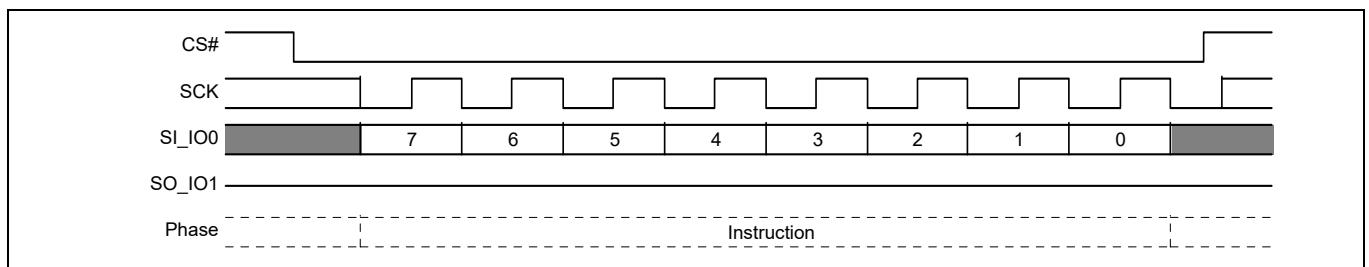 CS#
SCK
SI_IO0 7 6 5 4 3 2 1 0
SO_IO1
Phase Instruction